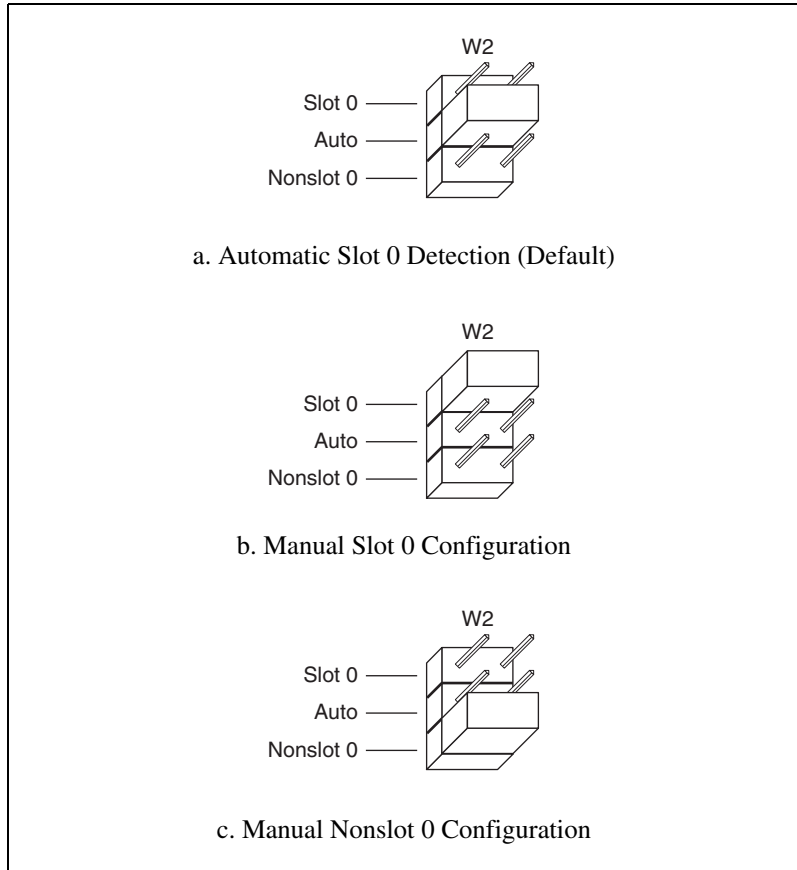 W2
Slot 0
Auto
Nonslot 0
a. Automatic Slot 0 Detection (Default)
W2
Slot 0
Auto
Nonslot 0
b. Manual Slot 0 Configuration
W2
Slot 0
Auto
Nonslot 0
c. Manual Nonslot 0 Configuration